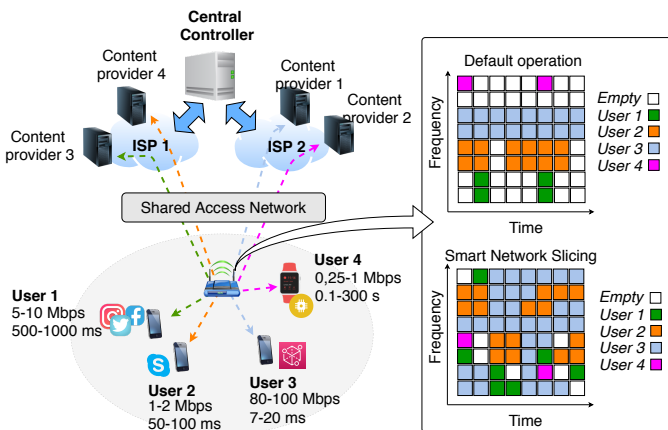 Central
Controller
Content
provider 4
Content
provider 1
Content
provider 2
Content
provider 3
ISP 1
ISP 2
Shared Access Network
User 1
5-10 Mbps
500-1000 ms
User 2
1-2 Mbps
50-100 ms
User 3
80-100 Mbps
7-20 ms
User 4
0,25-1 Mbps
0.1-300 s
Default operation
Frequency
Time
Empty
User 1
User 2
User 3
User 4
Smart Network Slicing
Frequency
Time
Empty
User 1
User 2
User 3
User 4